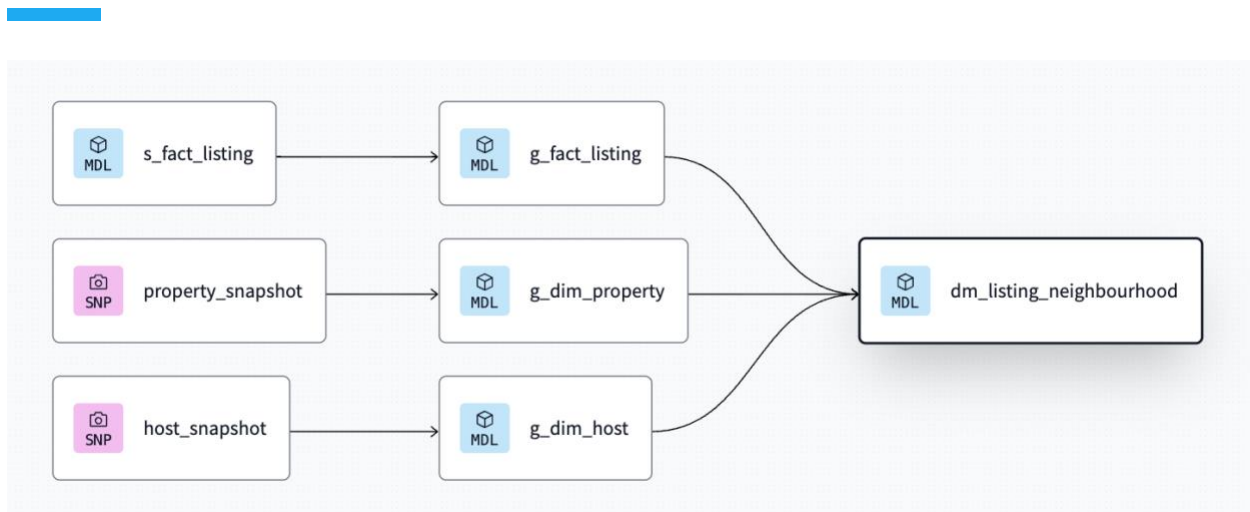 MDL s_fact_listing
MDL g_fact_listing
SNP property_snapshot
MDL g_dim_property
MDL dm_listing_neighbourhood
SNP host_snapshot
MDL g_dim_host